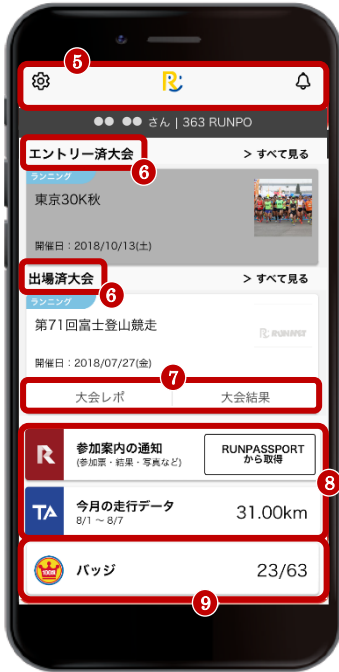 5
●● ●● さん | 363 RUNPO
エントリー済大会
> すべて見る
6
ランニング
東京30K秋
開催日：2018/10/13(土)
出場済大会
> すべて見る
6
ランニング
第71回富士登山競走
RUNNET
開催日：2018/07/27(金)
7
大会レポ 大会結果
R
参加案内の通知
(参加票・結果・写真など)
RUNPASSPORT
から取得
8
TA
今月の走行データ
8/1 ～ 8/7
31.00km
バッジ
23/63
9